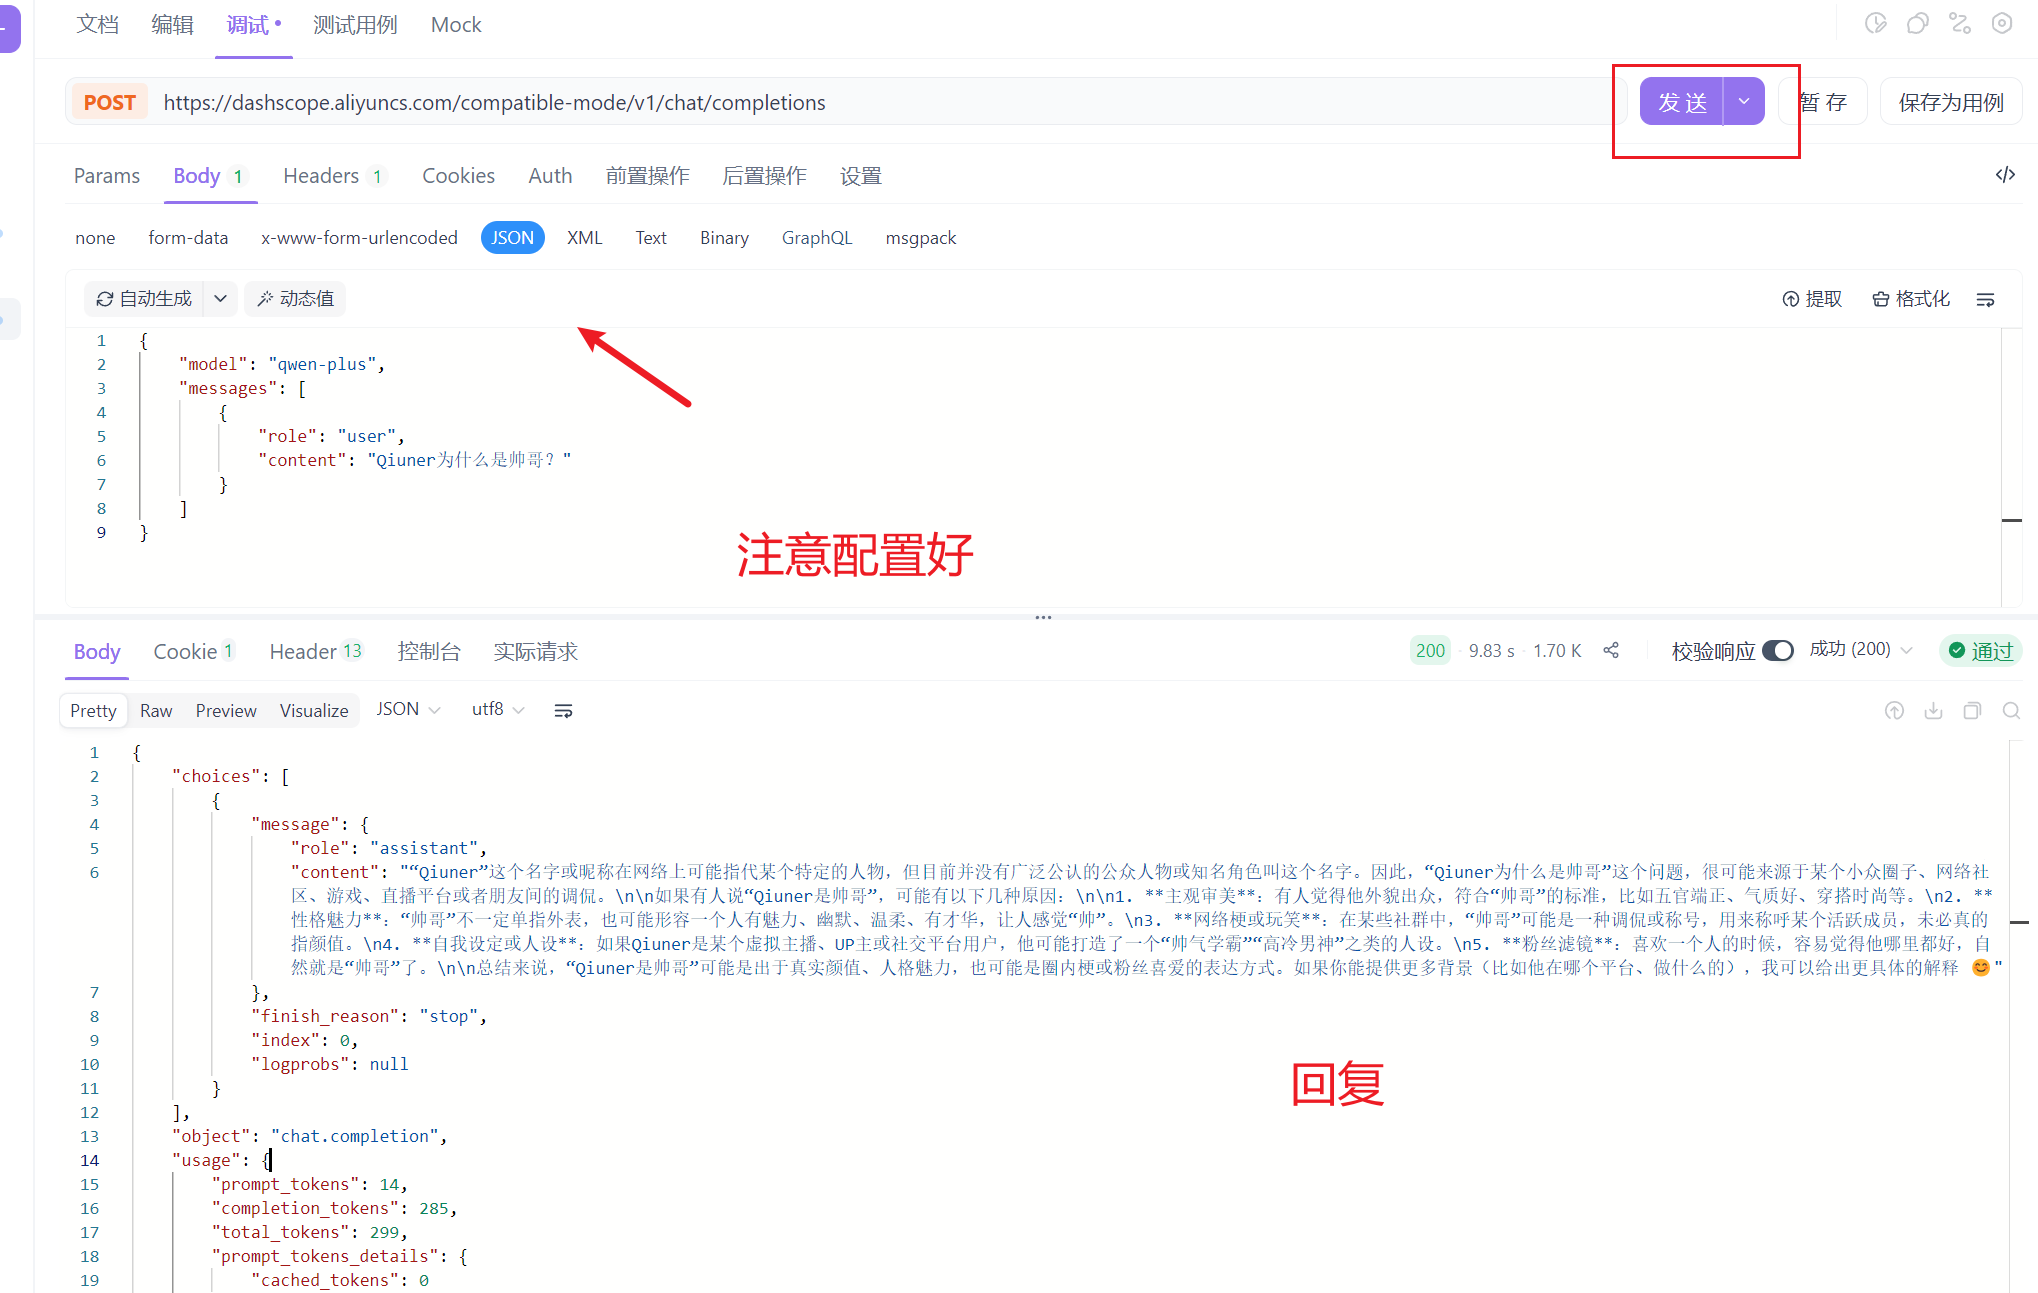 文档 编辑 调试 测试用例 Mock
POST https://dashscope.aliyuncs.com/compatible-mode/v1/chat/completions 发送 暂存 保存为用例
Params Body 1 Headers 1 Cookies Auth 前置操作 后置操作 设置
none form-data x-www-form-urlencoded JSON XML Text Binary GraphQL msgpack
自动生成 动态值 提取 格式化
1 {
2 "model": "qwen-plus",
3 "messages": [
4 {
5 "role": "user",
6 "content": "Qiuner为什么是帅哥？"
7 }
8 ]
9 }
注意配置好
Body Cookie 1 Header 13 控制台 实际请求 200 9.83 s 1.70 K 校验响应 成功 (200) 通过
Pretty Raw Preview Visualize JSON utf8
1 {
2 "choices": [
3 {
4 "message": {
5 "role": "assistant",
6 "content": "“Qiuner”这个名字或昵称在网络上可能指代某个特定的人物，但目前并没有广泛公认的公众人物或知名角色叫这个名字。因此，“Qiuner为什么是帅哥”这个问题，很可能来源于某个小众圈子、网络社
区、游戏、直播平台或者朋友间的调侃。\n\n如果有人说“Qiuner是帅哥”，可能有以下几种原因：\n\n1. **主观审美**：有人觉得他外貌出众，符合“帅哥”的标准，比如五官端正、气质好、穿搭时尚等。\n2. **
性格魅力**：“帅哥”不一定单指外表，也可能形容一个人有魅力、幽默、温柔、有才华，让人感觉“帅”。\n3. **网络梗或玩笑**：在某些社群中，“帅哥”可能是一种调侃或称号，用来称呼某个活跃成员，未必真的
指颜值。\n4. **自我设定或人设**：如果Qiuner是某个虚拟主播、UP主或社交平台用户，他可能打造了一个“帅气学霸”“高冷男神”之类的人设。\n5. **粉丝滤镜**：喜欢一个人的时候，容易觉得他哪里都好，自
然就是“帅哥”了。\n\n总结来说，“Qiuner是帅哥”可能是出于真实颜值、人格魅力，也可能是圈内梗或粉丝喜爱的表达方式。如果你能提供更多背景（比如他在哪个平台、做什么的），我可以给出更具体的解释 😊"
7 },
8 "finish_reason": "stop",
9 "index": 0,
10 "logprobs": null
回复
11 }
12 ],
13 "object": "chat.completion",
14 "usage": {
15 "prompt_tokens": 14,
16 "completion_tokens": 285,
17 "total_tokens": 299,
18 "prompt_tokens_details": {
19 "cached_tokens": 0